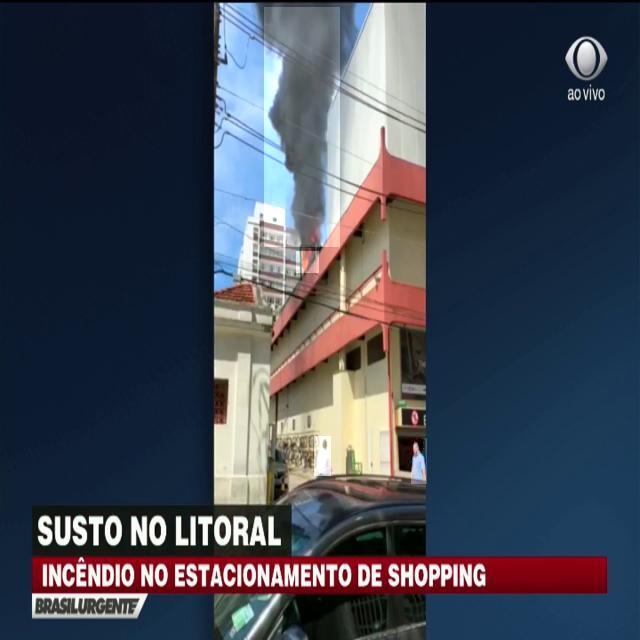 ao vivo
SUSTO NO LITORAL
INCÊNDIO NO ESTACIONAMENTO DE SHOPPING
BRASILURGENTE